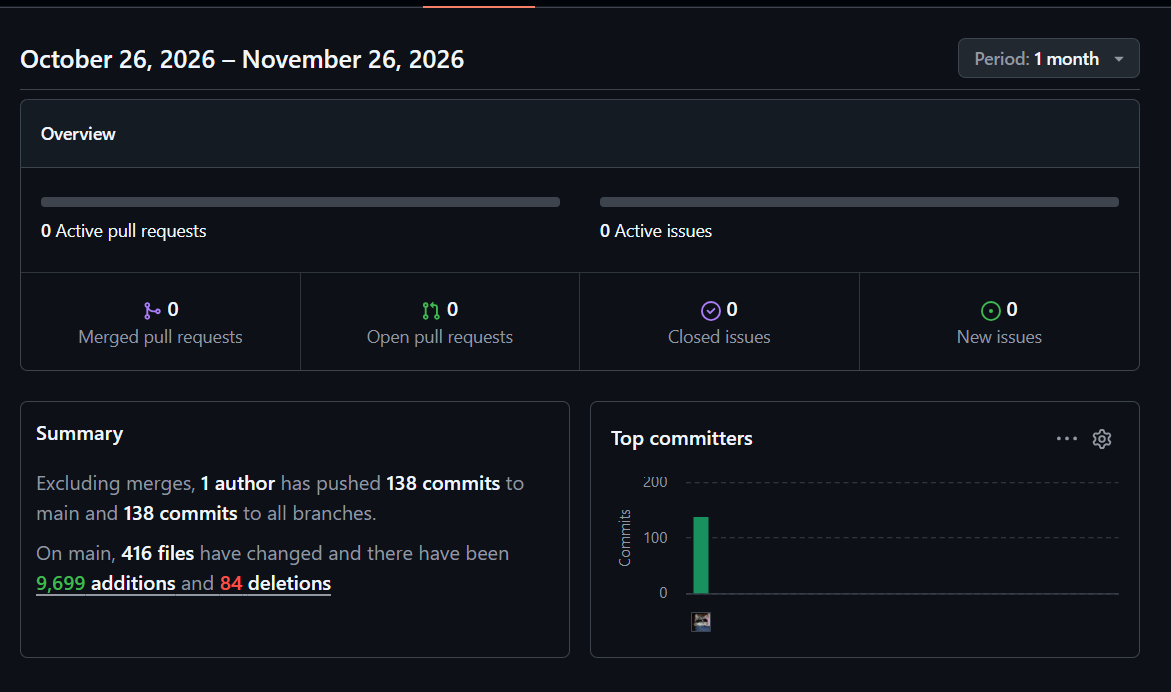 October 26, 2026 – November 26, 2026
Period: 1 month
Overview
0 Active pull requests
0 Active issues
0
Merged pull requests
0
Open pull requests
0
Closed issues
0
New issues
Summary
Excluding merges, 1 author has pushed 138 commits to
main and 138 commits to all branches.
On main, 416 files have changed and there have been
9,699 additions and 84 deletions
Top committers
200
100
0
Commits